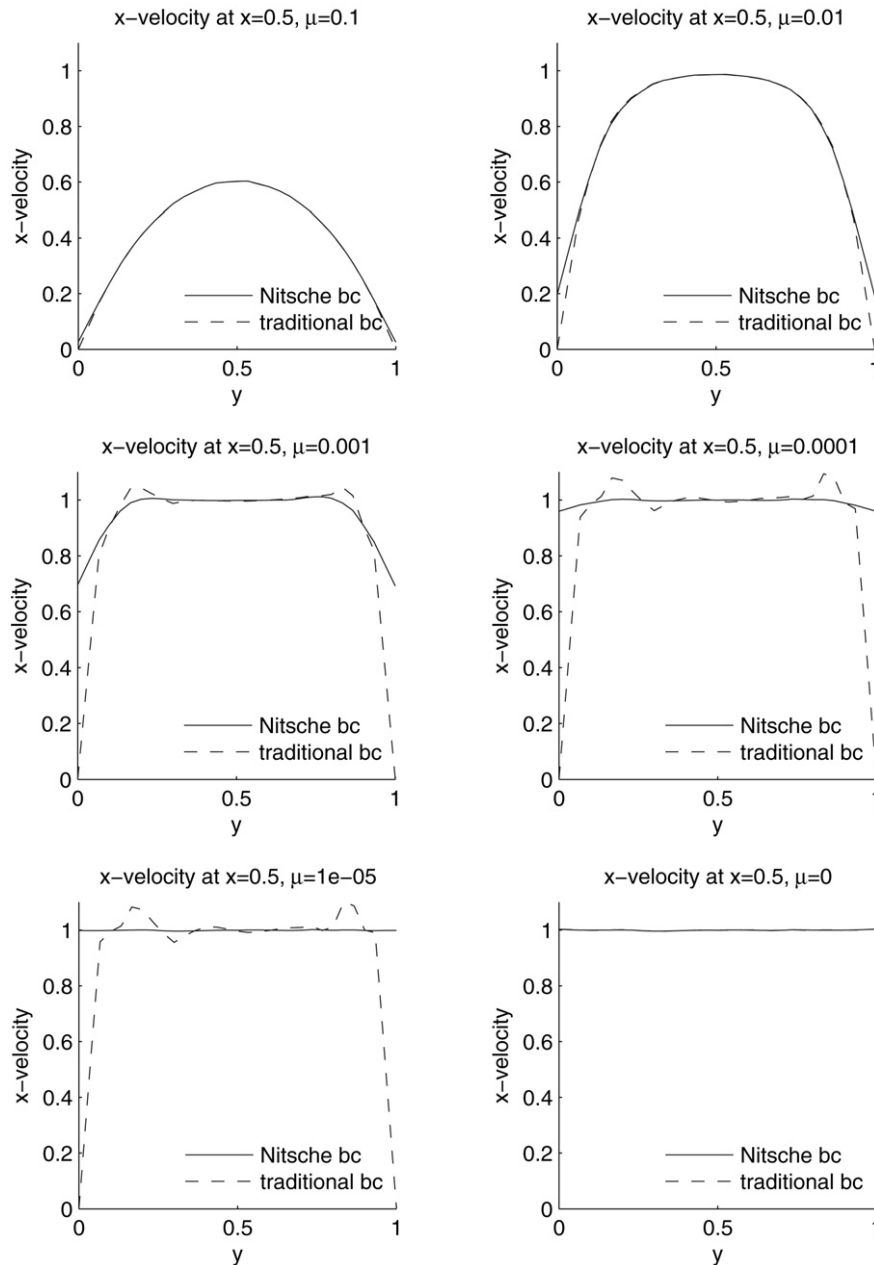 x−velocity at x=0.5, μ=0.1
1
0.8
0.6
0.4
0.2
0
x−velocity
Nitsche bc
traditional bc
0
0.5
1
y
x−velocity at x=0.5, μ=0.01
1
0.8
0.6
0.4
0.2
0
x−velocity
Nitsche bc
traditional bc
0
0.5
1
y
x−velocity at x=0.5, μ=0.001
1
0.8
0.6
0.4
0.2
0
x−velocity
Nitsche bc
traditional bc
0
0.5
1
y
x−velocity at x=0.5, μ=0.0001
1
0.8
0.6
0.4
0.2
0
x−velocity
Nitsche bc
traditional bc
0
0.5
1
y
x−velocity at x=0.5, μ=1e−05
1
0.8
0.6
0.4
0.2
0
x−velocity
Nitsche bc
traditional bc
0
0.5
1
y
x−velocity at x=0.5, μ=0
1
0.8
0.6
0.4
0.2
0
x−velocity
Nitsche bc
traditional bc
0
0.5
1
y